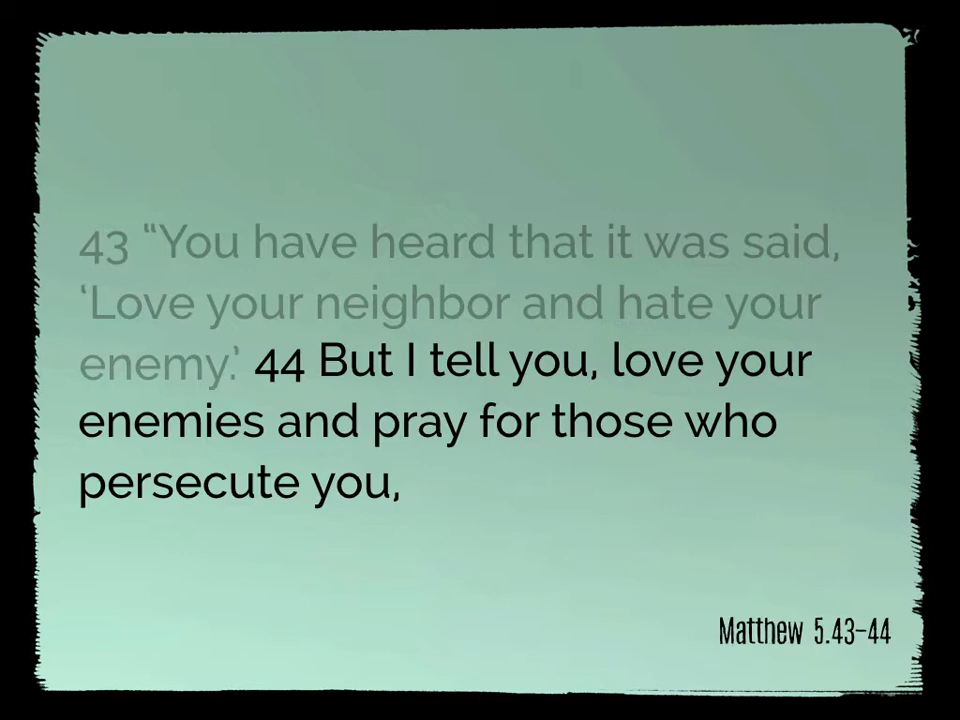 43 “You have heard that it was said,
‘Love your neighbor and hate your
enemy.’ 44 But I tell you, love your
enemies and pray for those who
persecute you,
Matthew 5.43–44